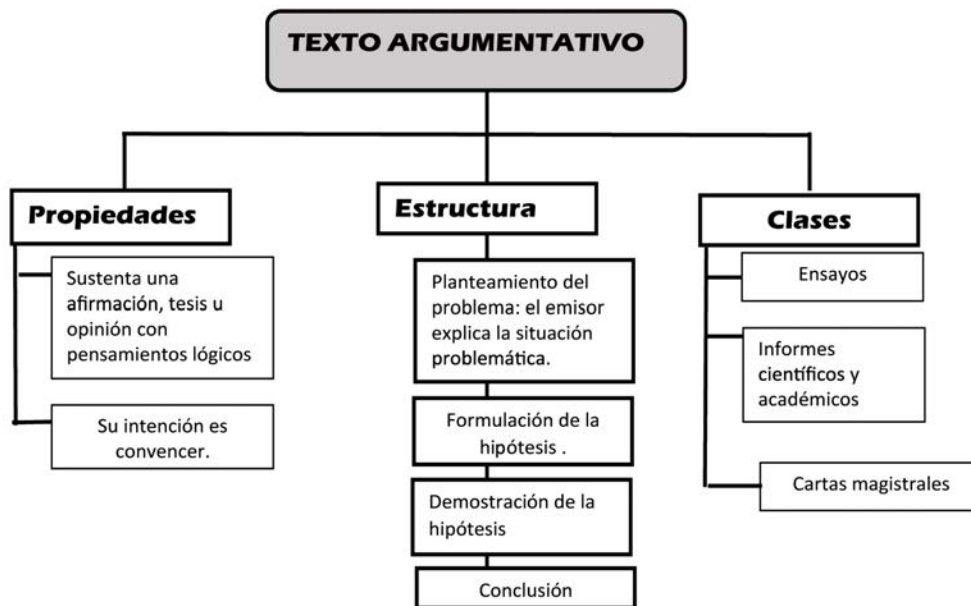 TEXTO ARGUMENTATIVO
Propiedades
Sustenta una
afirmación, tesis u
opinión con
pensamientos lógicos
Su intención es
convencer.
Estructura
Planteamiento del
problema: el emisor
explica la situación
problemática.
Formulación de la
hipótesis .
Demostración de la
hipótesis
Conclusión
Clases
Ensayos
Informes
científicos y
académicos
Cartas magistrales